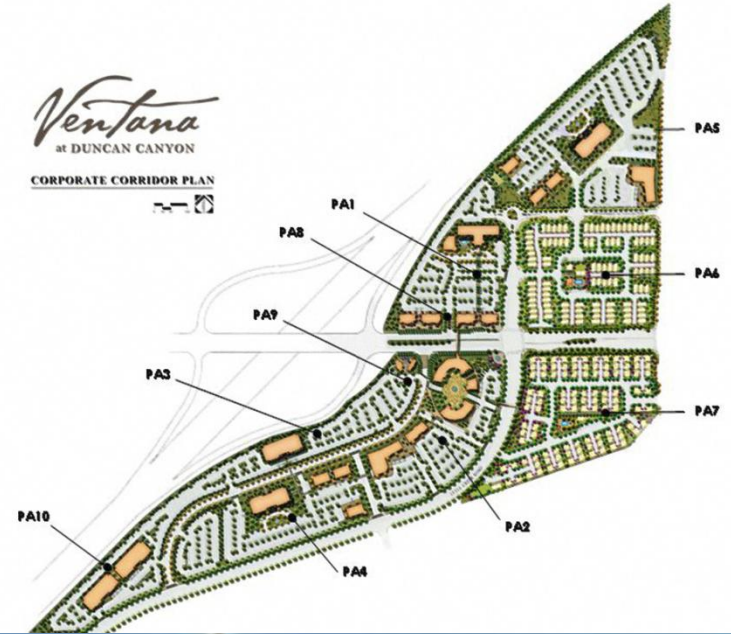 Ventana
at DUNCAN CANYON
CORPORATE CORRIDOR PLAN
PA5
PA1
PA8
PA6
PA9
PA3
PA7
PA2
PA10
PA4